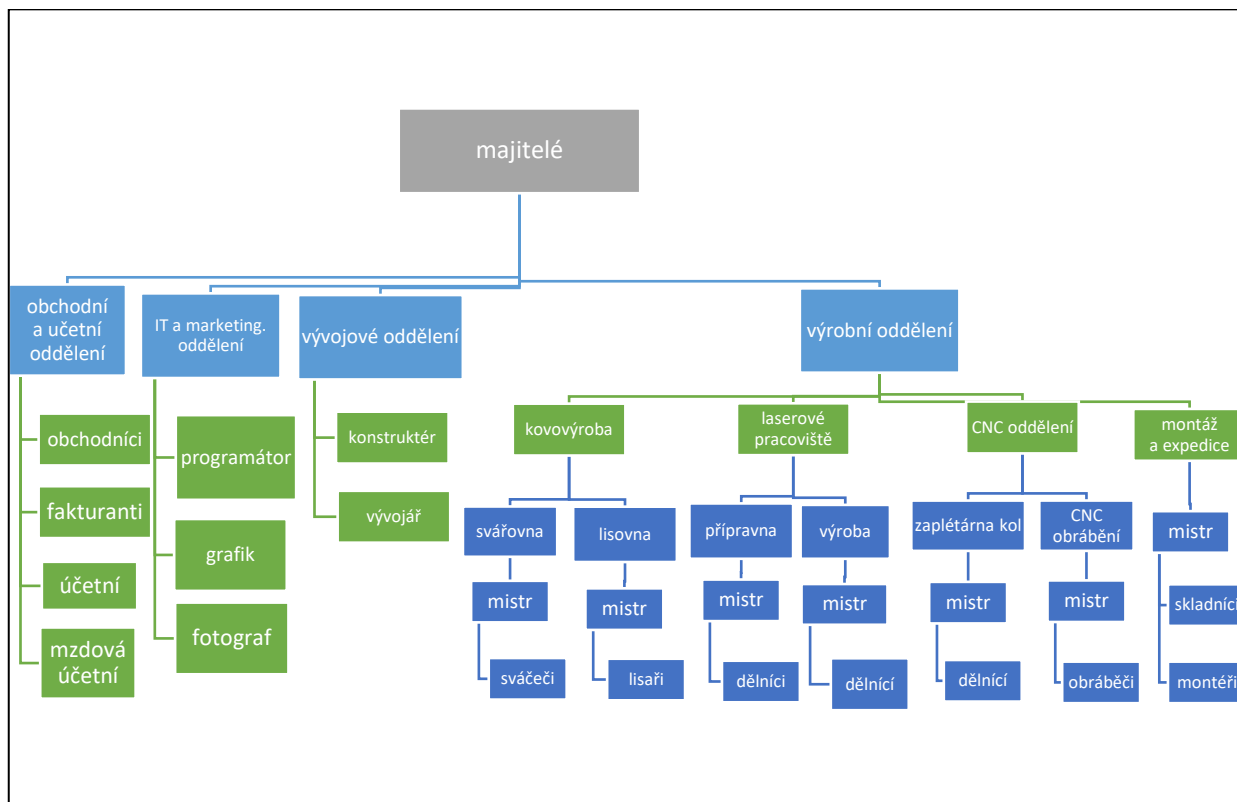 majitelé
obchodní
a učetní
oddělení
IT a marketing.
oddělení
vývojové oddělení
výrobní oddělení
obchodníci
fakturanti
účetní
mzdová
účetní
programátor
grafik
fotograf
konstruktér
vývojář
kovovýroba
laserové
pracoviště
CNC oddělení
montáž
a expedice
svářovna
lisovna
přípravna
výroba
zaplétárna kol
CNC
obrábění
mistr
mistr
mistr
mistr
mistr
mistr
mistr
skladníci
sváčeči
lisaři
dělníci
dělnící
dělnící
obráběči
montéři